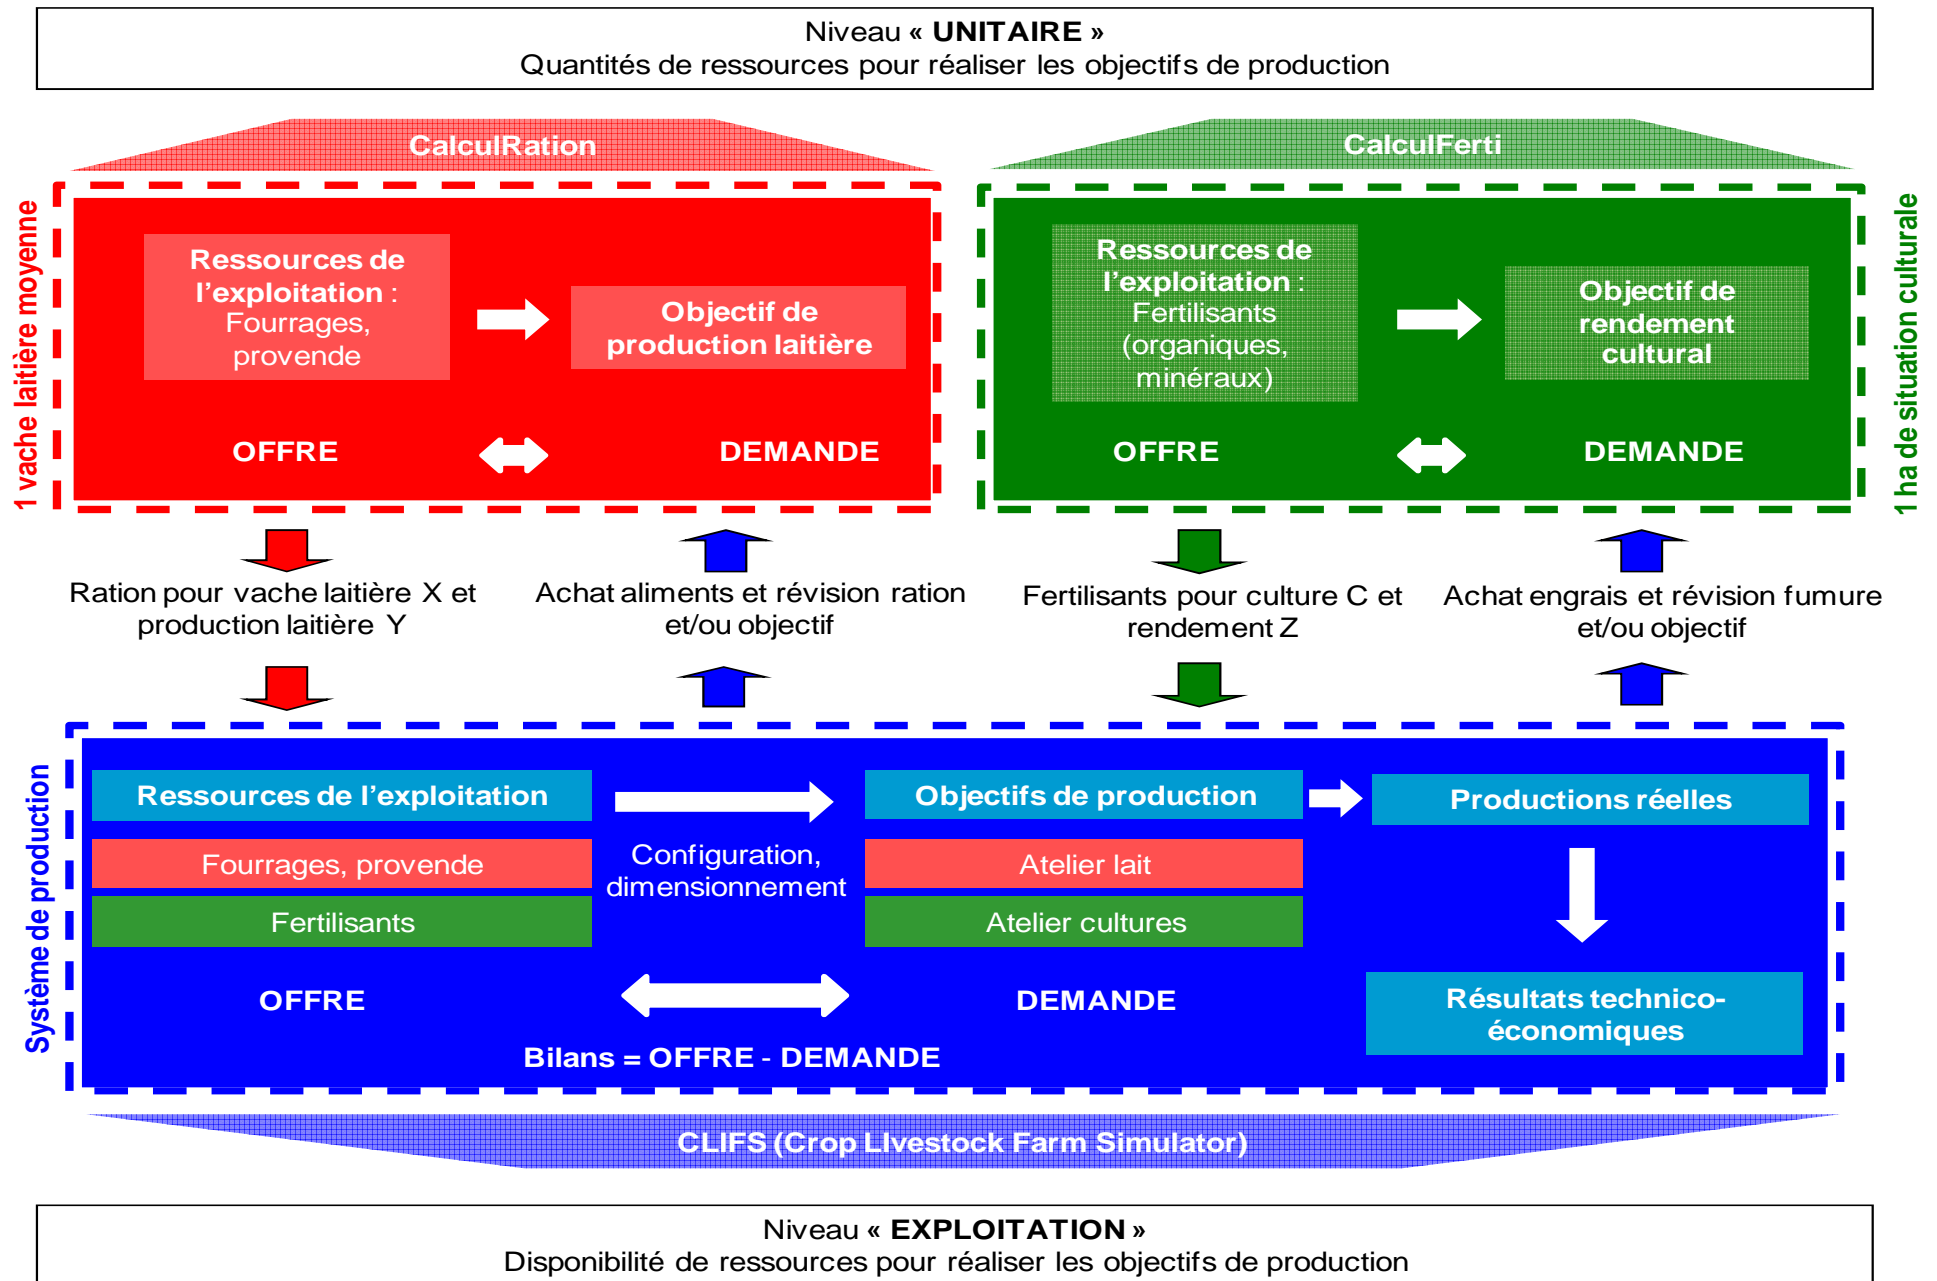 Niveau « UNITAIRE »
Quantités de ressources pour réaliser les objectifs de production
CalculRation
CalculFerti
1 vache laitière moyenne
Ressources de
l'exploitation :
Fourrages,
provende
Objectif de
production laitière
OFFRE
DEMANDE
Ressources de
l'exploitation :
Fertilisants
(organiques,
minéraux)
Objectif de
rendement
cultural
OFFRE
DEMANDE
1 ha de situation culturale
Ration pour vache laitière X et
production laitière Y
Achat aliments et révision ration
et/ou objectif
Fertilisants pour culture C et
rendement Z
Achat engrais et révision fumure
et/ou objectif
Système de production
Ressources de l'exploitation
Fourrages, provende
Fertilisants
Configuration,
dimensionnement
Objectifs de production
Atelier lait
Atelier cultures
Productions réelles
OFFRE
DEMANDE
Résultats technico-
économiques
Bilans = OFFRE - DEMANDE
CLIFS (Crop LIvestock Farm Simulator)
Niveau « EXPLOITATION »
Disponibilité de ressources pour réaliser les objectifs de production